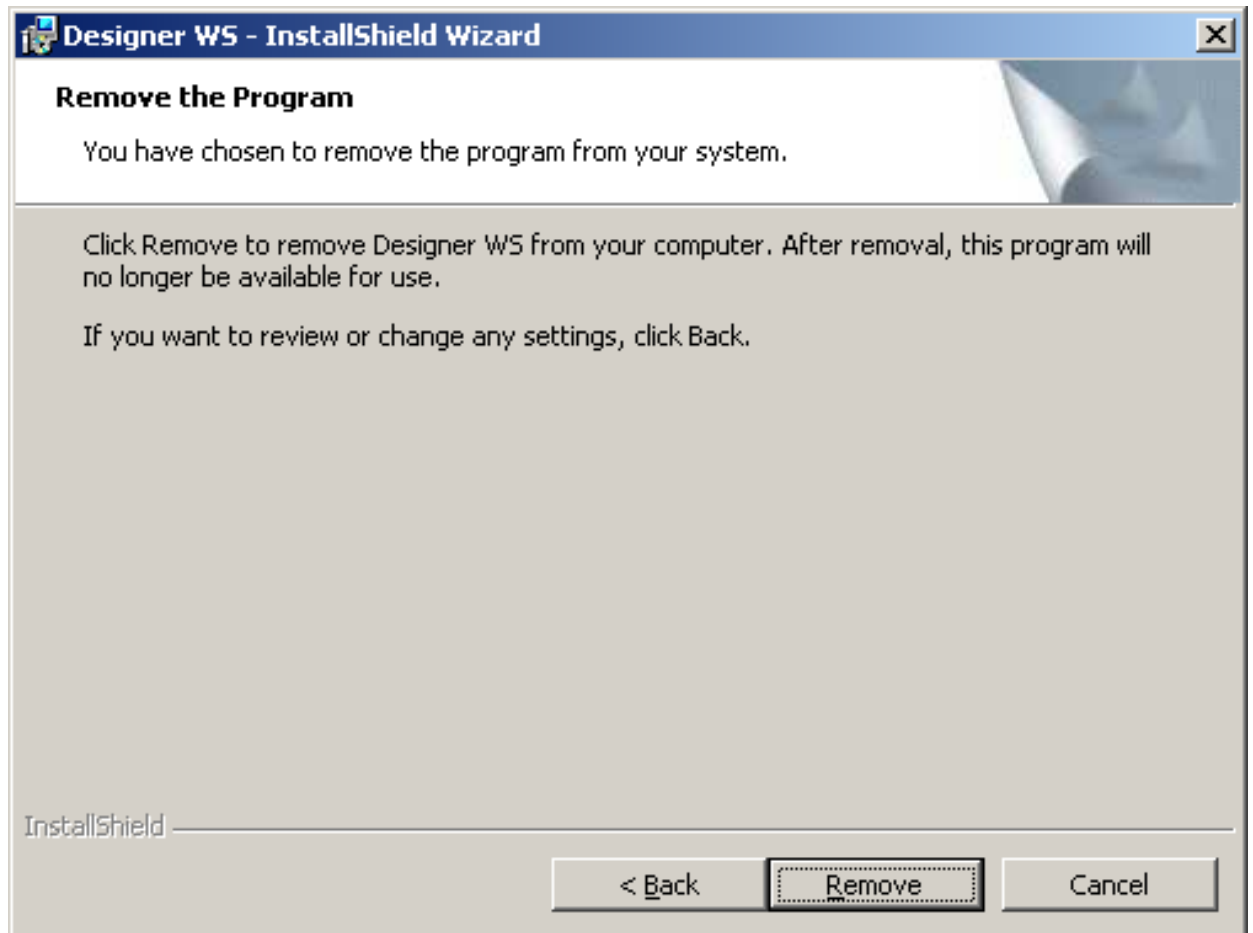 Designer WS - InstallShield Wizard
Remove the Program
You have chosen to remove the program from your system.
Click Remove to remove Designer WS from your computer. After removal, this program will
no longer be available for use.
If you want to review or change any settings, click Back.
InstallShield
< Back
Remove
Cancel